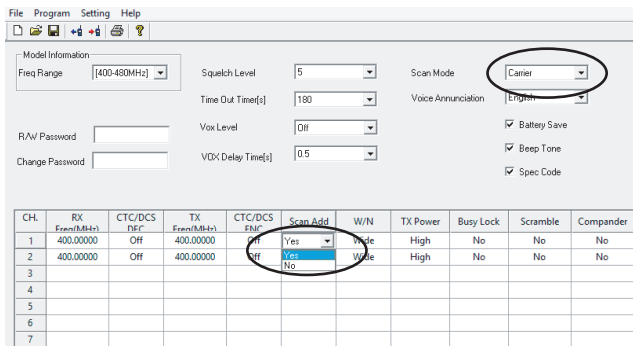 File Program Setting Help
Model Information
Freq Range [400-480MHz] Squelch Level 5 Scan Mode Carrier
Time Out Timer[s] 180 Voice Annunciation English
Vox Level Off Battery Save
R/W Password
VOX Delay Time[s] 0.5 Beep Tone
Change Password
Spec Code
CH. RX Freq(MHz) CTC/DCS DEC TX Freq(MHz) CTC/DCS ENC Scan Add W/N TX Power Busy Lock Scramble Compander
1 400.00000 Off 400.00000 Off Yes Wide High No No No
2 400.00000 Off 400.00000 Off Yes Wide High No No No
No
3
4
5
6
7